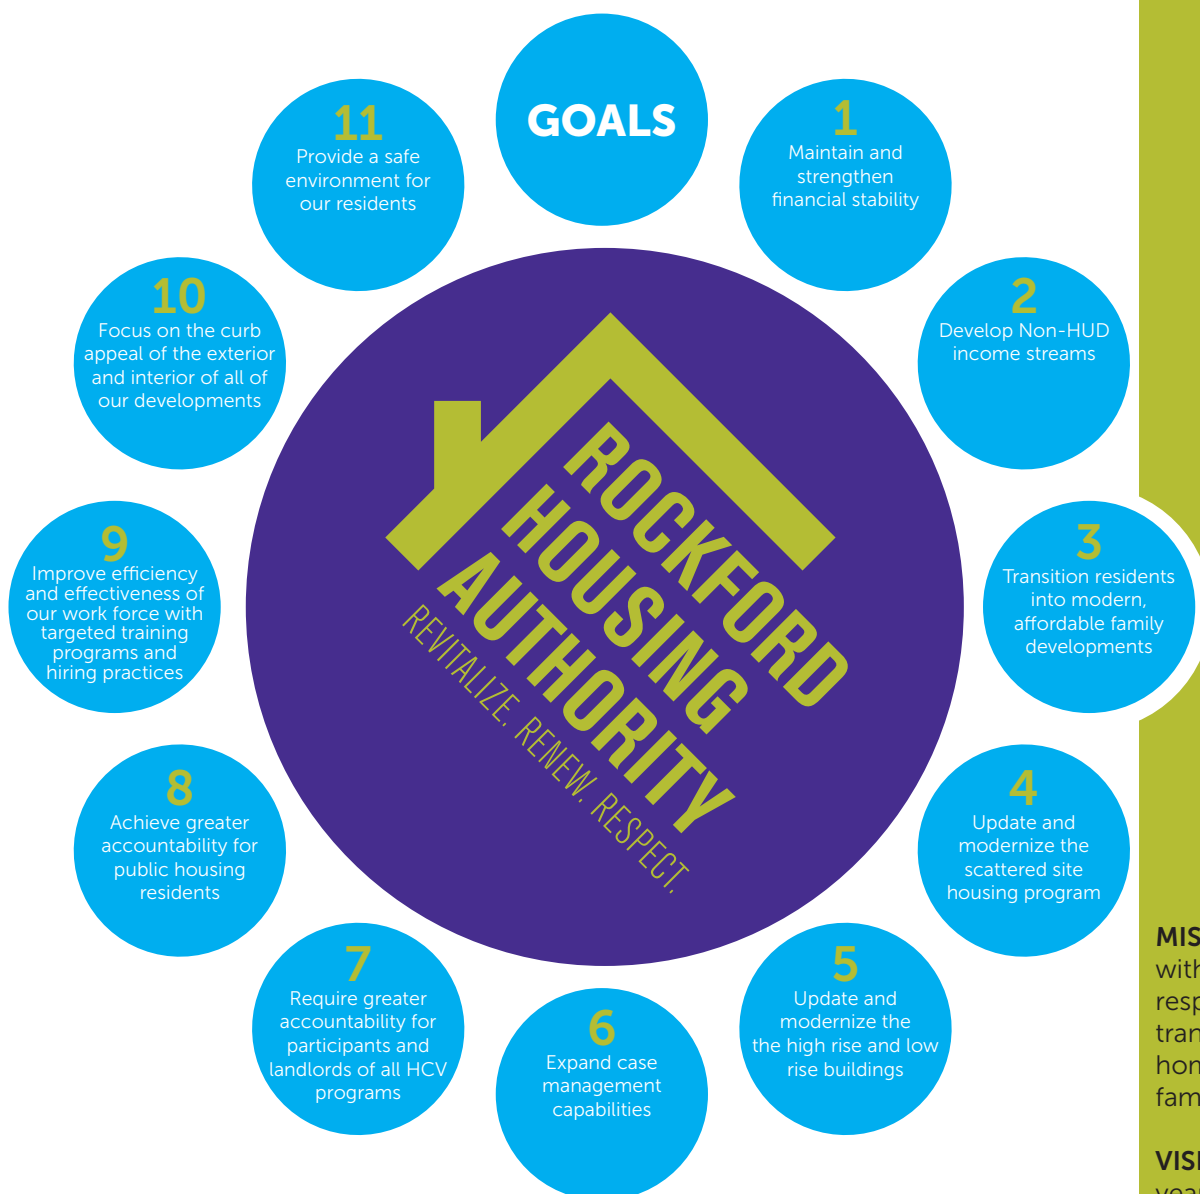 GOALS
1
Maintain and
strengthen
financial stability
2
Develop Non-HUD
income streams
3
Transition residents
into modern,
affordable family
developments
4
Update and
modernize the
scattered site
housing program
5
Update and
modernize the
the high rise and low
rise buildings
6
Expand case
management
capabilities
7
Require greater
accountability for
participants and
landlords of all HCV
programs
8
Achieve greater
accountability for
public housing
residents
9
Improve efficiency
and effectiveness of
our work force with
targeted training
programs and
hiring practices
10
Focus on the curb
appeal of the exterior
and interior of all of
our developments
11
Provide a safe
environment for
our residents
ROCKFORD
HOUSING
AUTHORITY
REVITALIZE. RENEW. RESPECT.